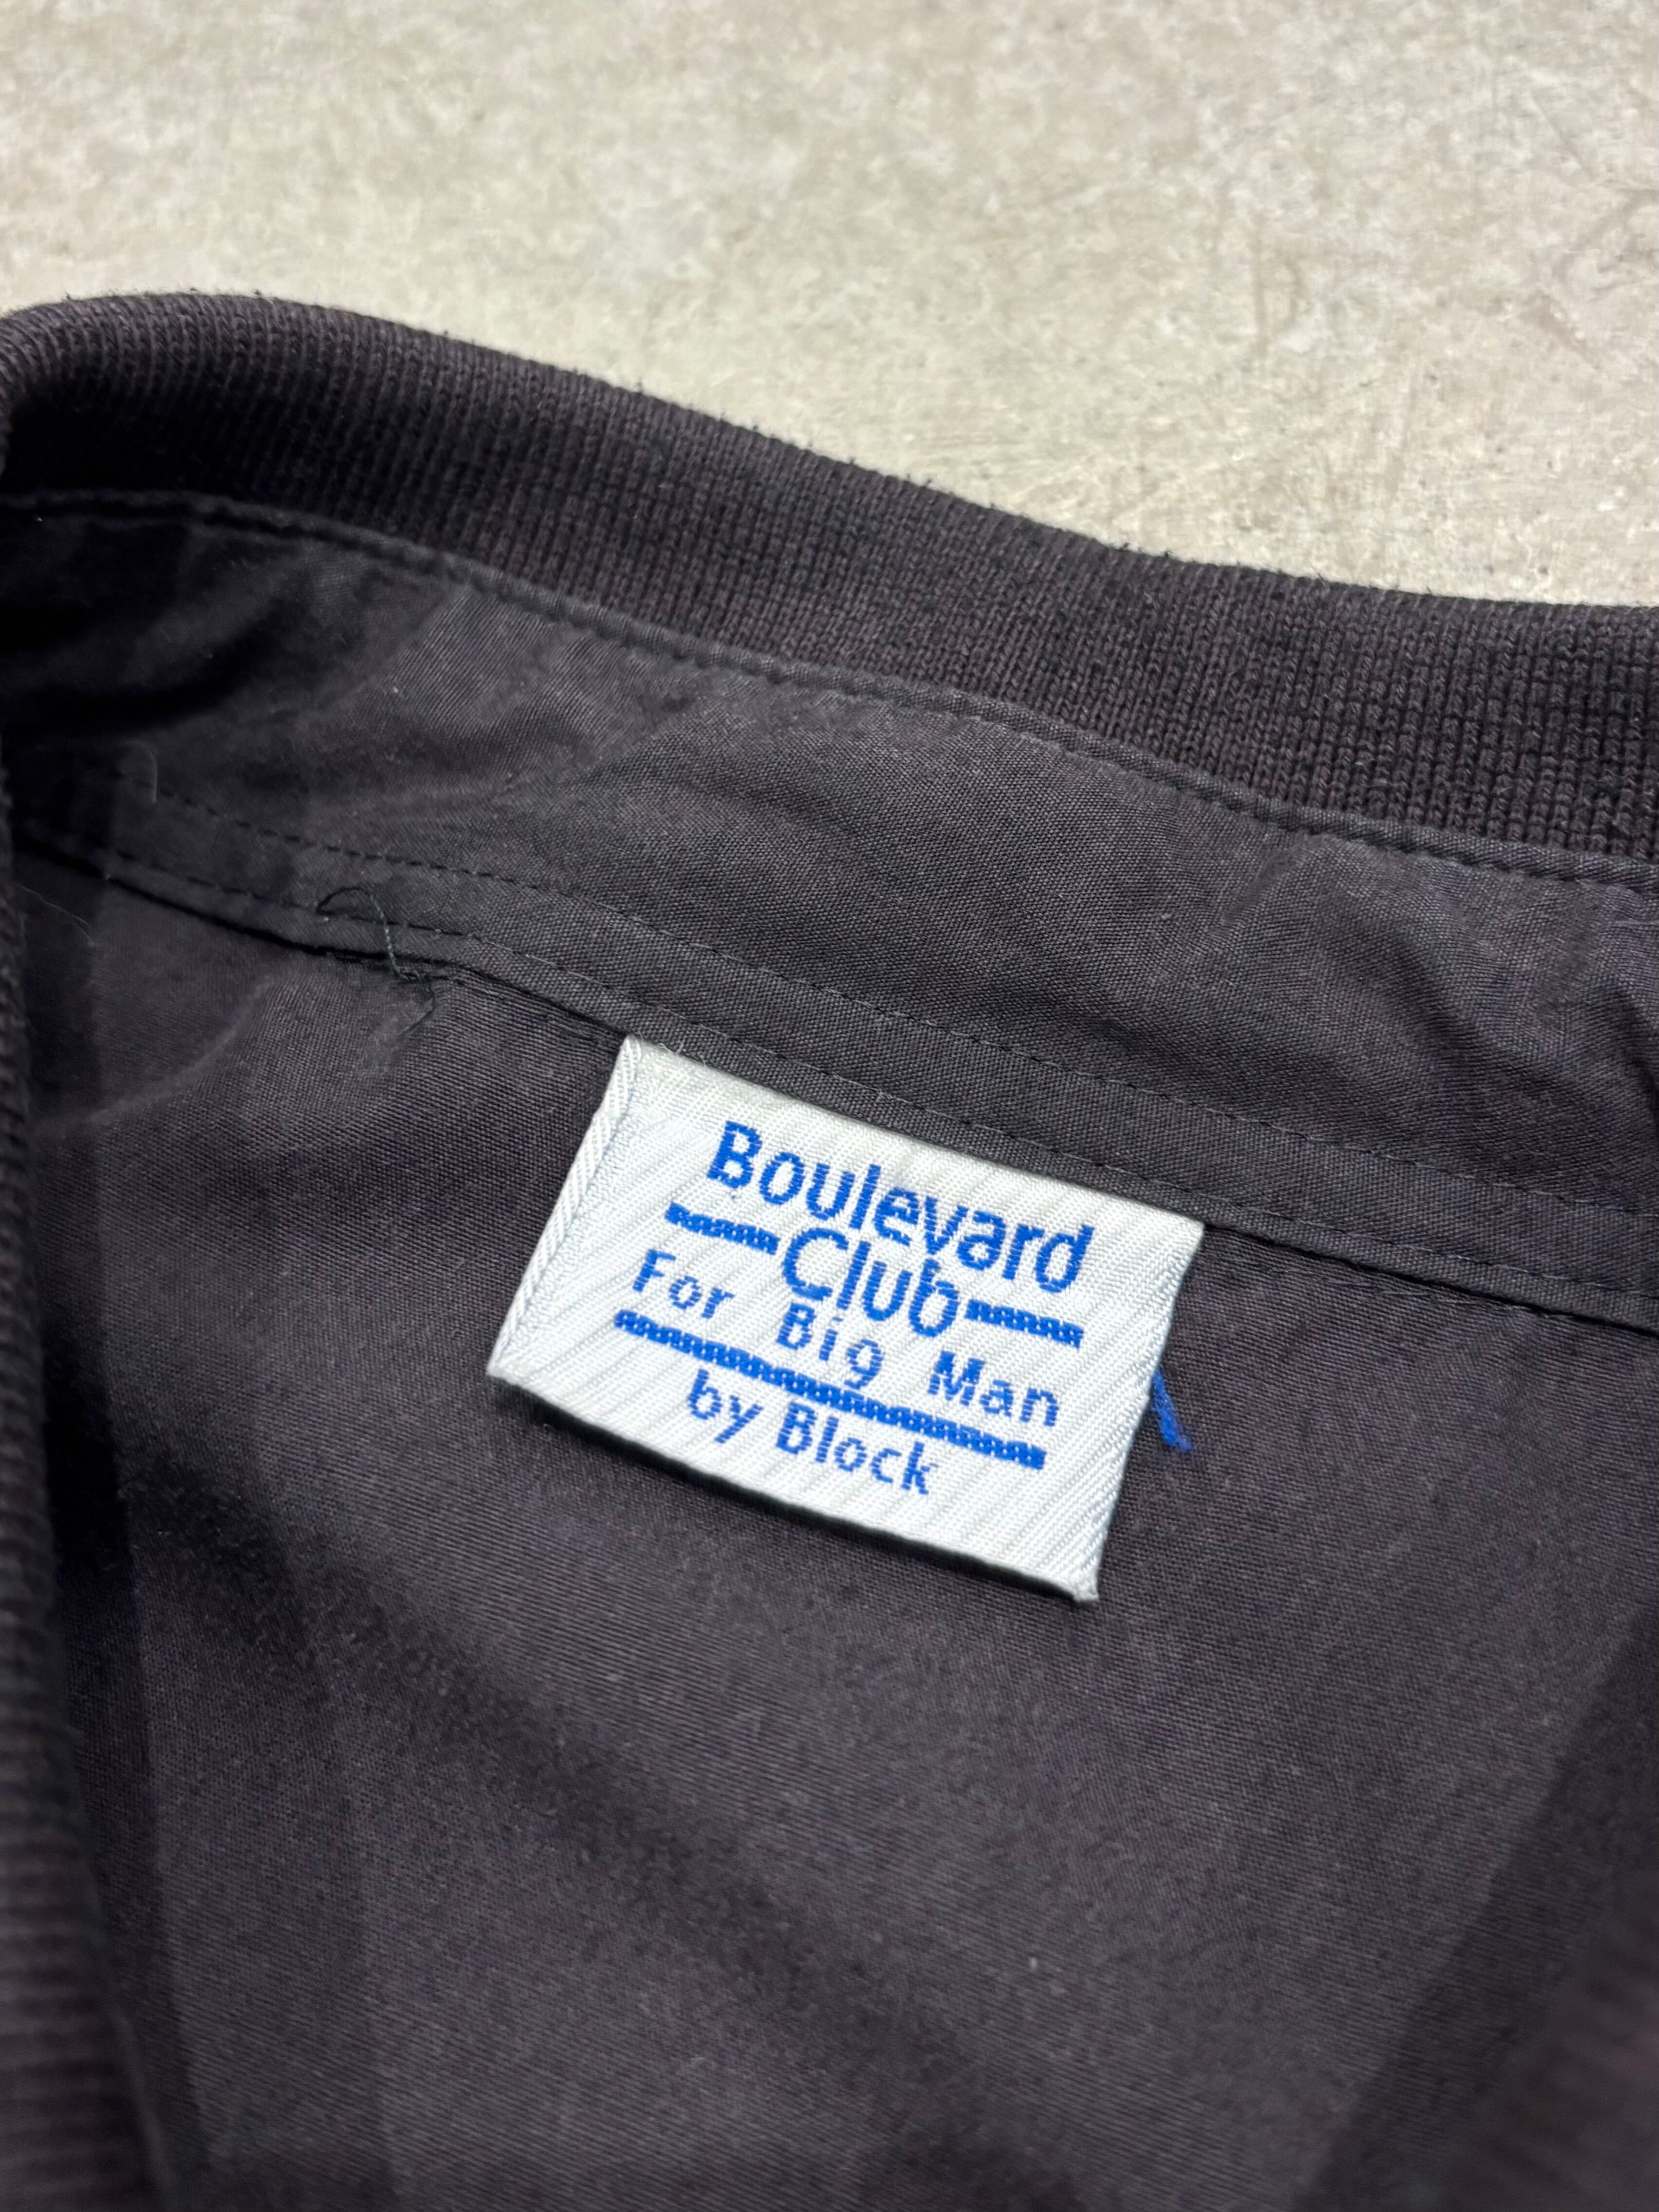 Boulevard
Club
For Big Man
by Block